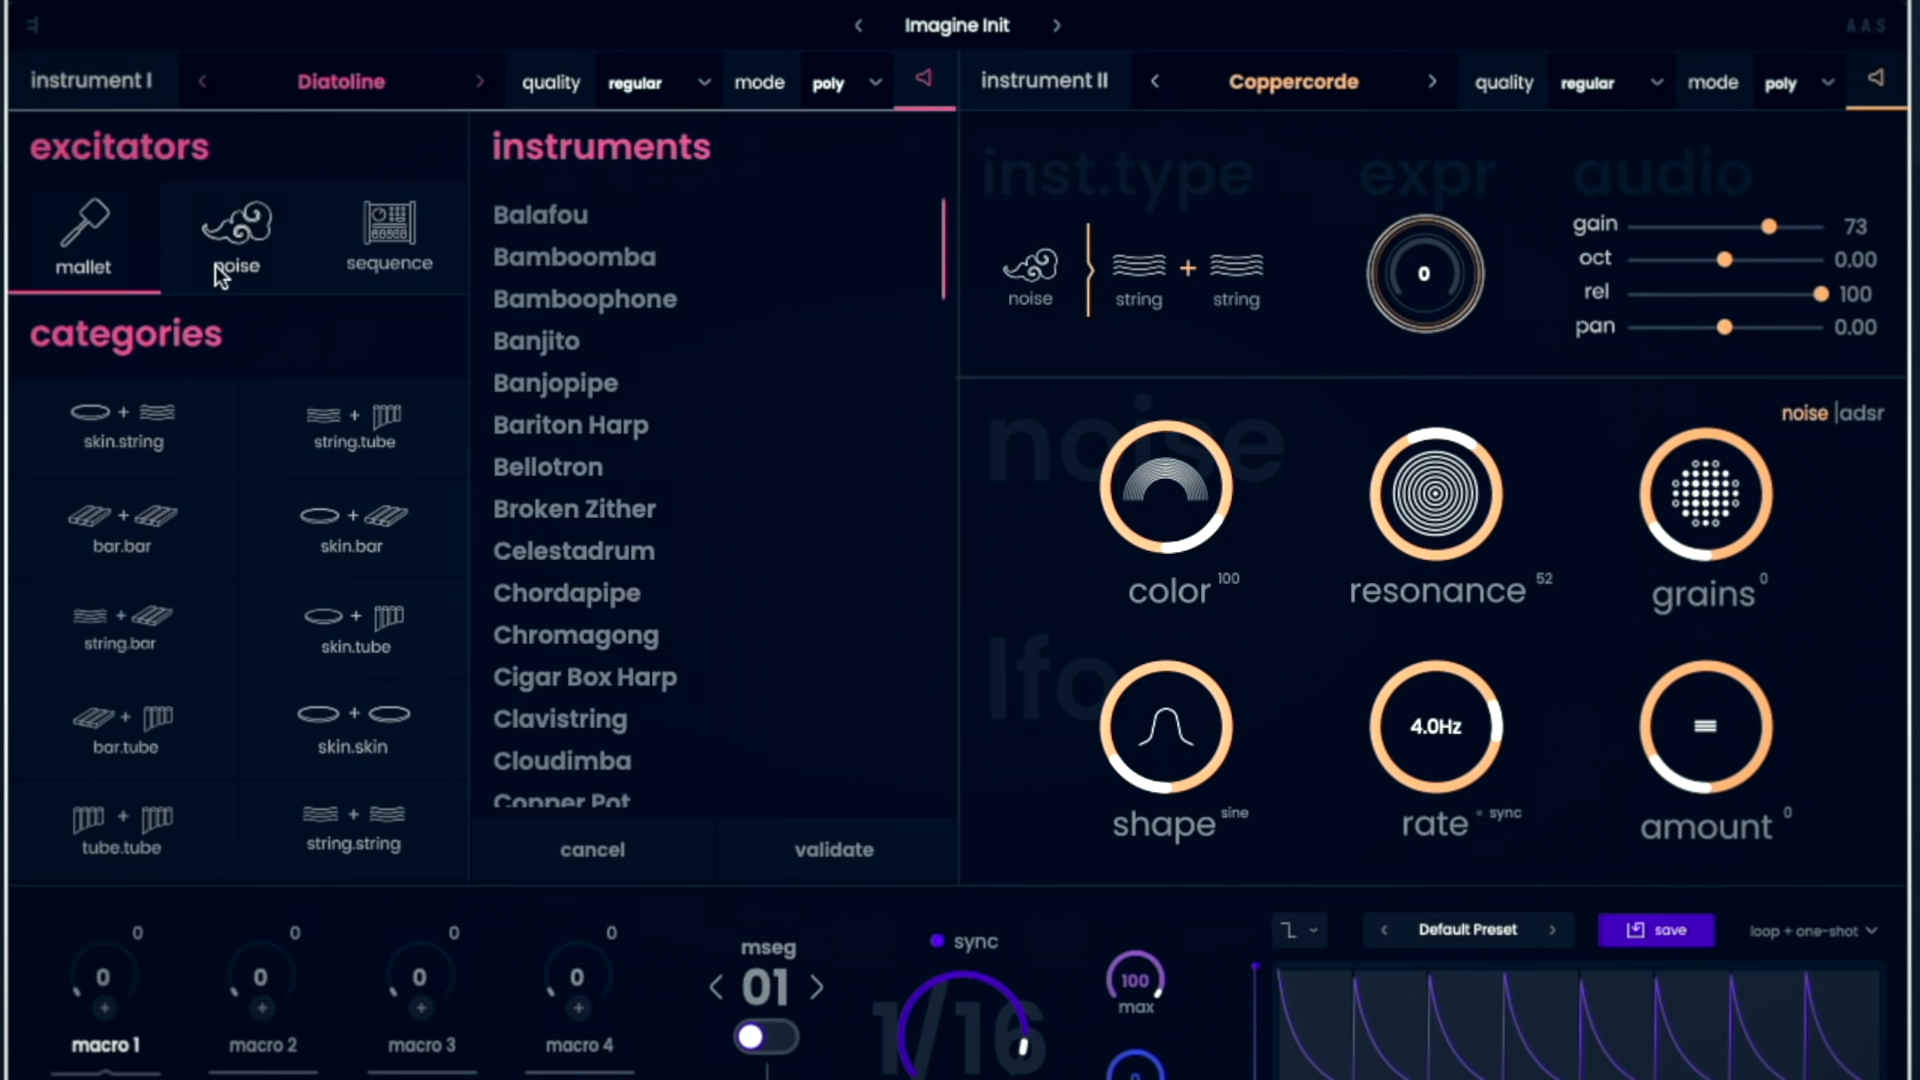 Imagine Init
AAS
instrument I
Diatoline
quality
regular
mode
poly
instrument II
Coppercorde
quality
regular
mode
poly
excitators
mallet
noise
sequence
categories
skin.string
string.tube
bar.bar
skin.bar
string.bar
skin.tube
bar.tube
skin.skin
tube.tube
string.string
instruments
Balafou
Bamboomba
Bamboophone
Banjito
Banjopipe
Bariton Harp
Bellotron
Broken Zither
Celestadrum
Chordapipe
Chromagong
Cigar Box Harp
Clavistring
Cloudimba
Copper Pot
cancel
validate
inst.type
expr
audio
noise
string
+
string
0
gain 73
oct 0.00
rel 100
pan 0.00
noise
noise | adsr
color 100
resonance 52
grains 0
lfo
4.0Hz
shape sine
rate sync
amount 0
0
0
0
0
0
0
0
0
macro 1
macro 2
macro 3
macro 4
mseg
01
sync
1/16
100
max
Default Preset
save
loop + one-shot